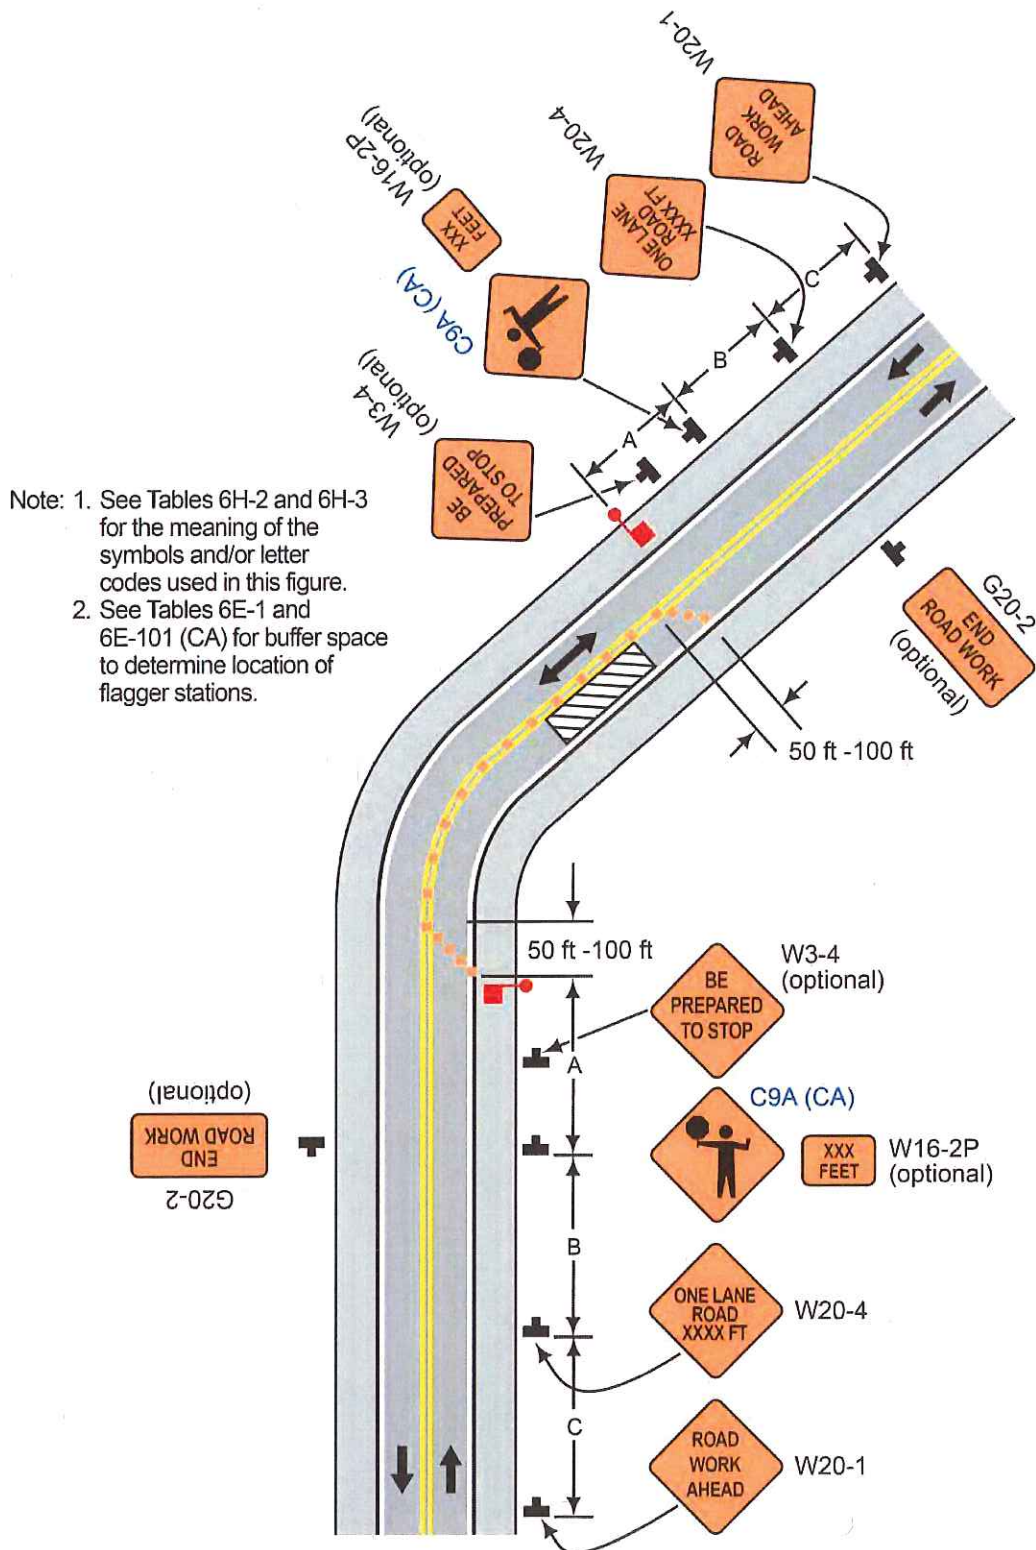 W20-1
ROAD
WORK
AHEAD
W20-4
ONE LANE
ROAD
XXXX FT
W16-2P
(optional)
XXX
FEET
C9A (CA)
W3-4
(optional)
BE
PREPARED
TO STOP
C
B
A
Note: 1. See Tables 6H-2 and 6H-3
for the meaning of the
symbols and/or letter
codes used in this figure.
2. See Tables 6E-1 and
6E-101 (CA) for buffer space
to determine location of
flagger stations.
G20-2
END
ROAD WORK
(optional)
50 ft -100 ft
50 ft -100 ft
BE
PREPARED
TO STOP
W3-4
(optional)
A
C9A (CA)
XXX
FEET
W16-2P
(optional)
G20-2
END
ROAD WORK
(optional)
B
ONE LANE
ROAD
XXXX FT
W20-4
C
ROAD
WORK
AHEAD
W20-1